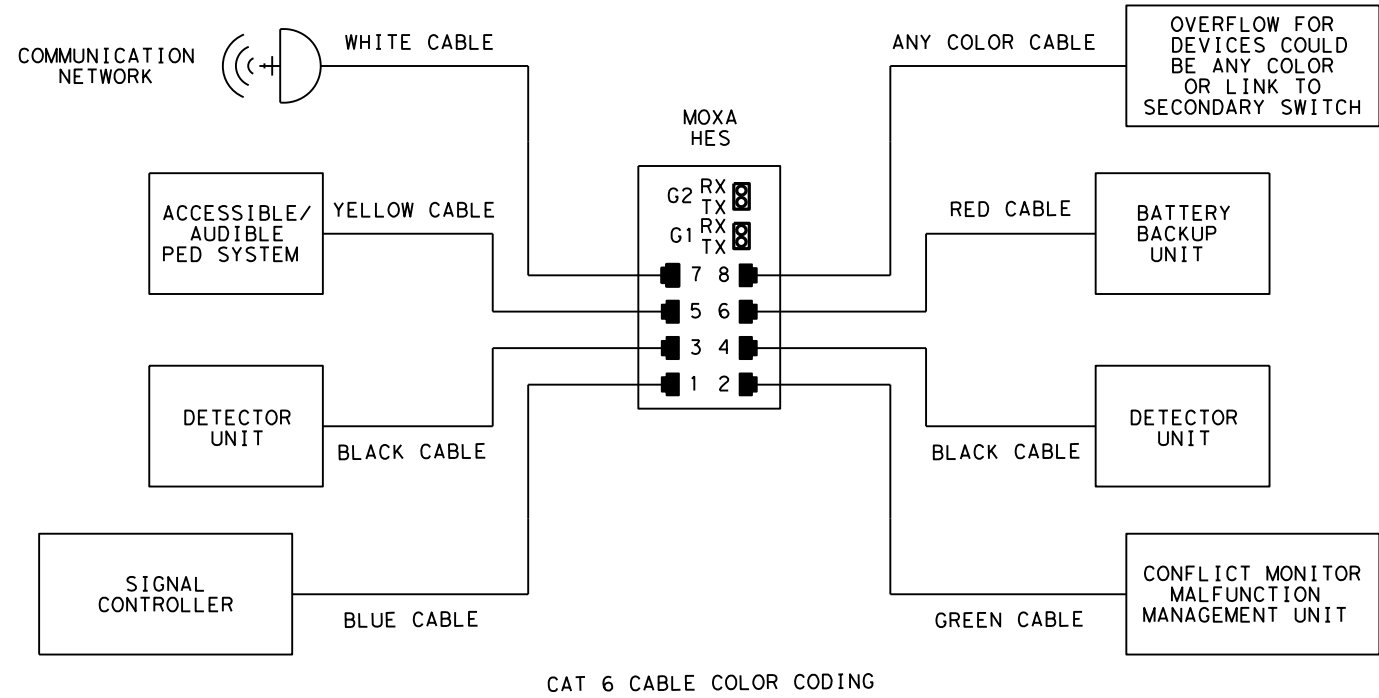 COMMUNICATION
NETWORK
WHITE CABLE
ANY COLOR CABLE
OVERFLOW FOR
DEVICES COULD
BE ANY COLOR
OR LINK TO
SECONDARY SWITCH
MOXA
HES
ACCESSIBLE/
AUDIBLE
PED SYSTEM
YELLOW CABLE
G2 RX
TX
G1 RX
TX
7 8
5 6
3 4
1 2
RED CABLE
BATTERY
BACKUP
UNIT
DETECTOR
UNIT
BLACK CABLE
BLACK CABLE
DETECTOR
UNIT
SIGNAL
CONTROLLER
BLUE CABLE
GREEN CABLE
CONFLICT MONITOR
MALFUNCTION
MANAGEMENT UNIT
CAT 6 CABLE COLOR CODING